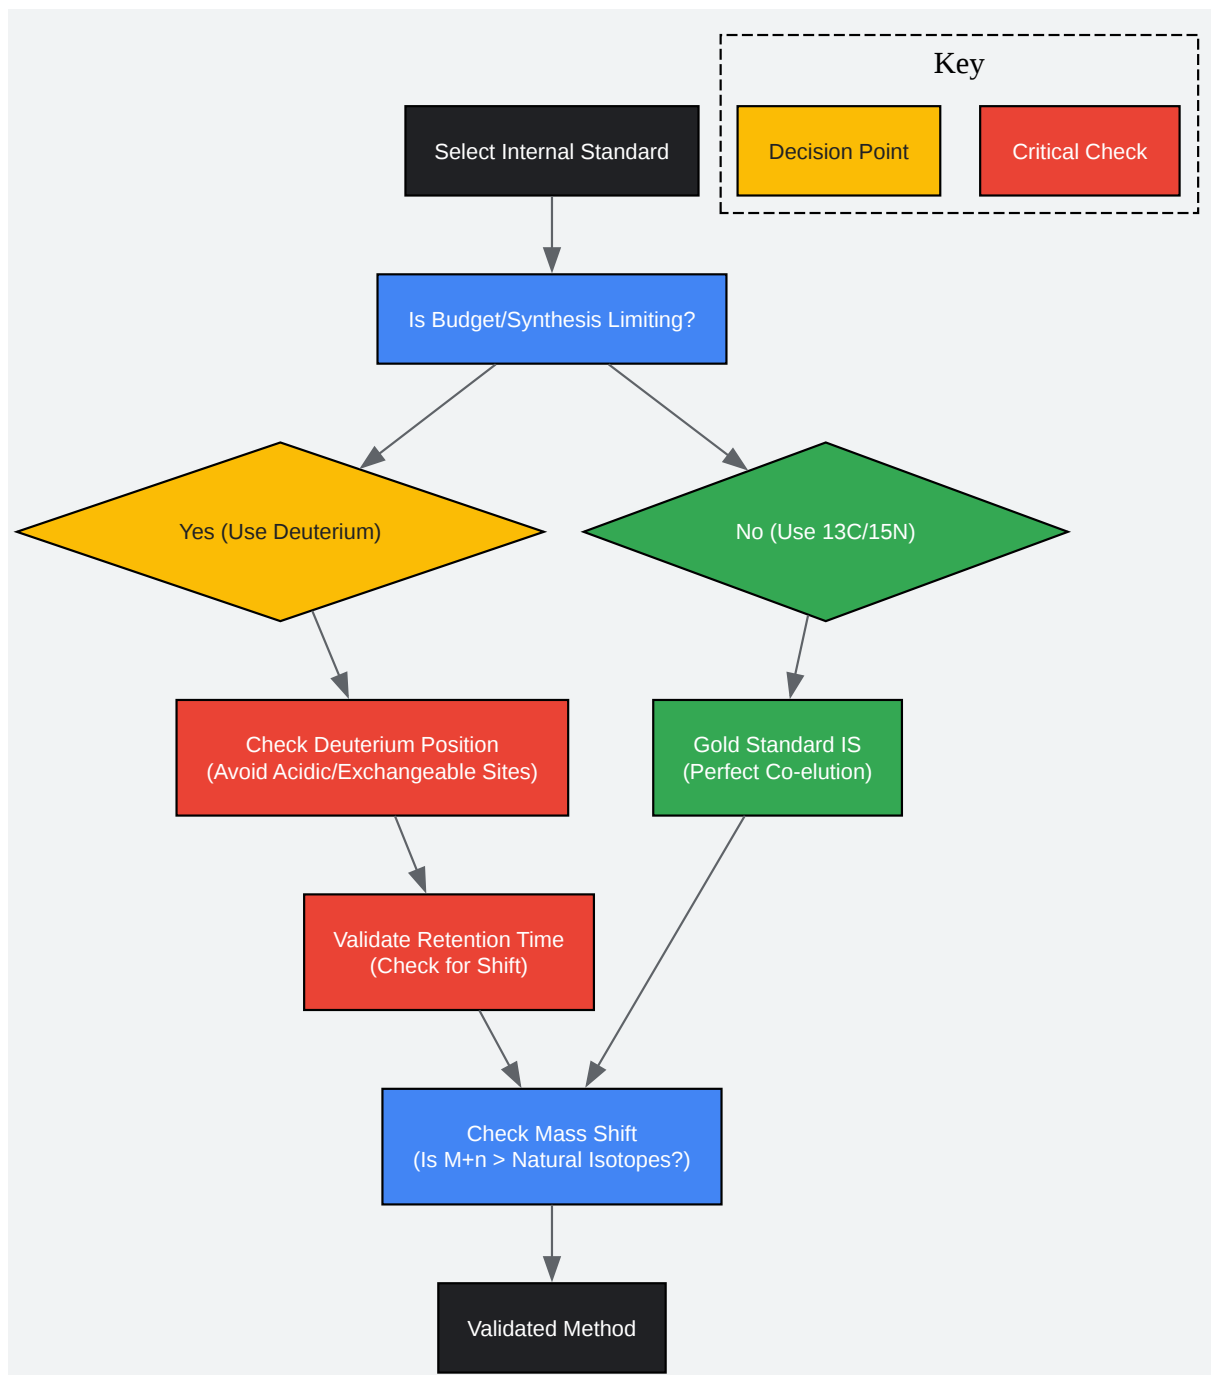 Key
Select Internal Standard
Decision Point
Critical Check
Is Budget/Synthesis Limiting?
Yes (Use Deuterium)
No (Use 13C/15N)
Check Deuterium Position
(Avoid Acidic/Exchangeable Sites)
Gold Standard IS
(Perfect Co-elution)
Validate Retention Time
(Check for Shift)
Check Mass Shift
(Is M+n > Natural Isotopes?)
Validated Method